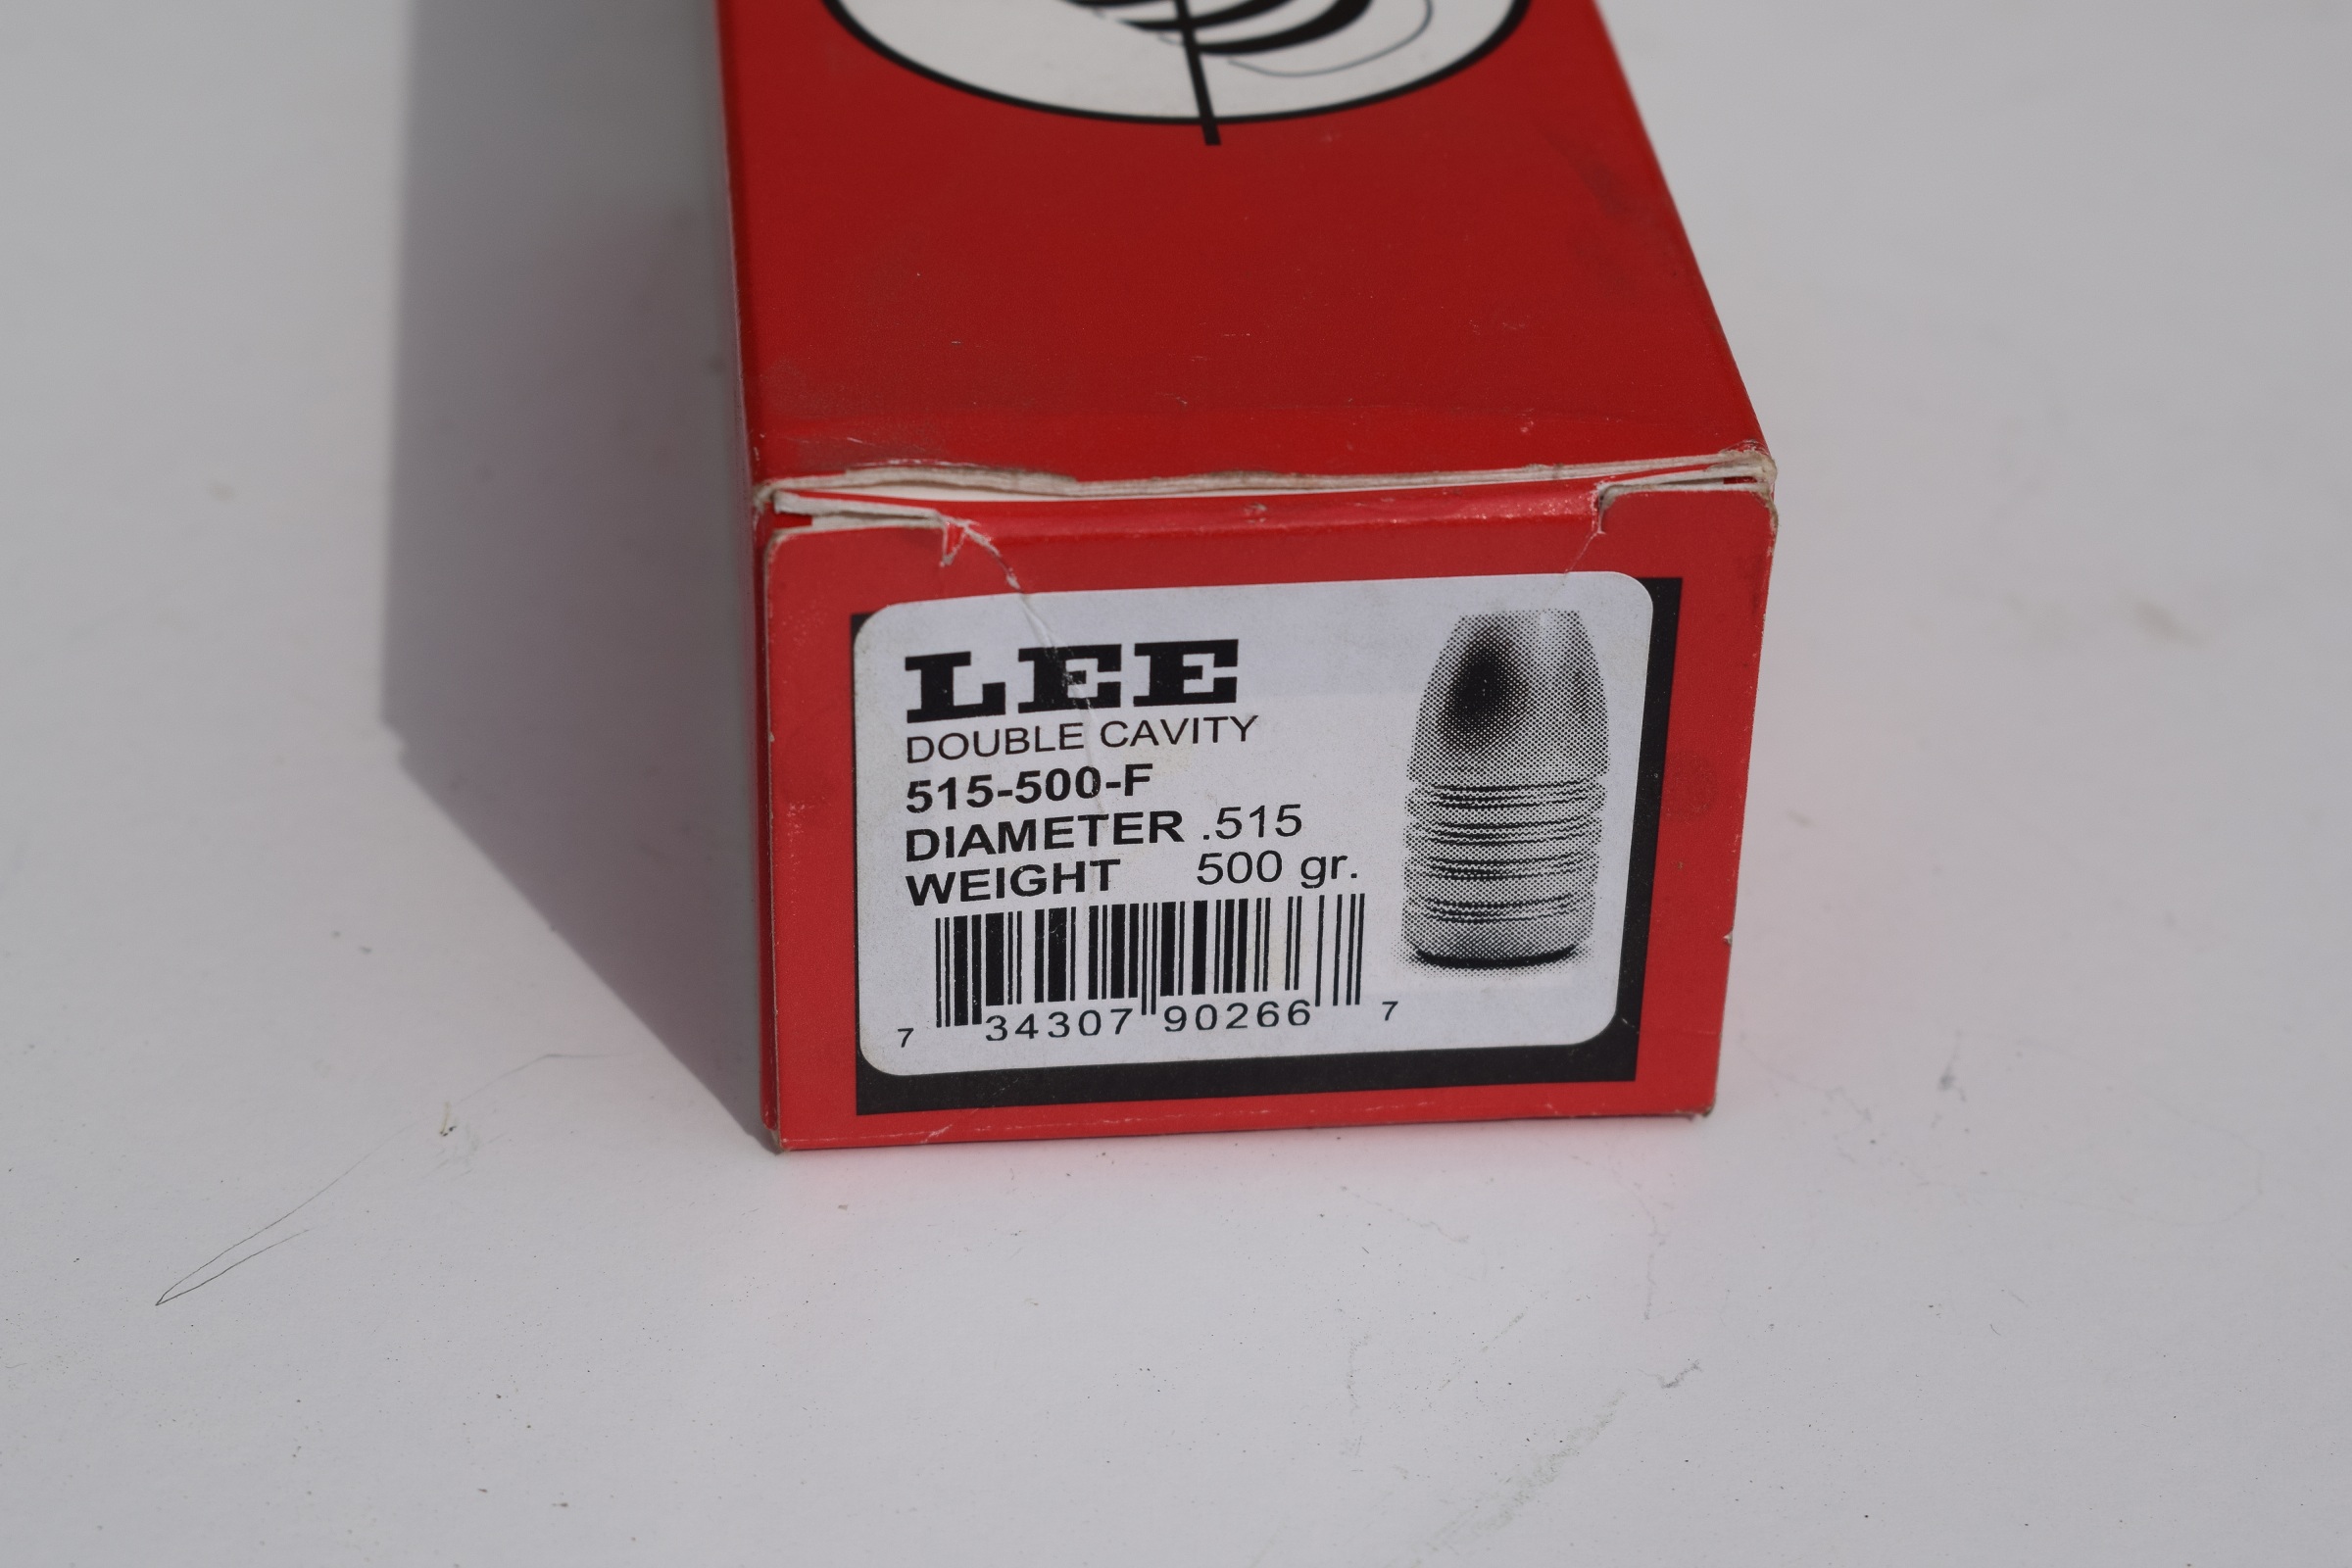 LEE
DOUBLE CAVITY
515-500-F
DIAMETER .515
WEIGHT 500 gr.
7 34307 90266 7